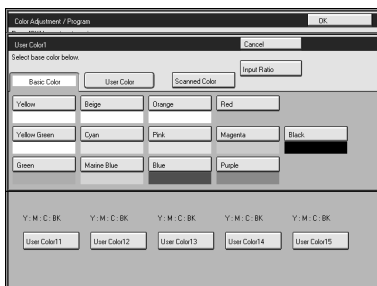 Color Adjustment / Program OK
User Color1 Cancel
Select base color below.
Input Ratio
Basic Color User Color Scanned Color
Yellow Beige Orange Red
Yellow Green Cyan Pink Magenta Black
Green Marine Blue Blue Purple
Y : M : C : BK Y : M : C : BK Y : M : C : BK Y : M : C : BK Y : M : C : BK
User Color11 User Color12 User Color13 User Color14 User Color15